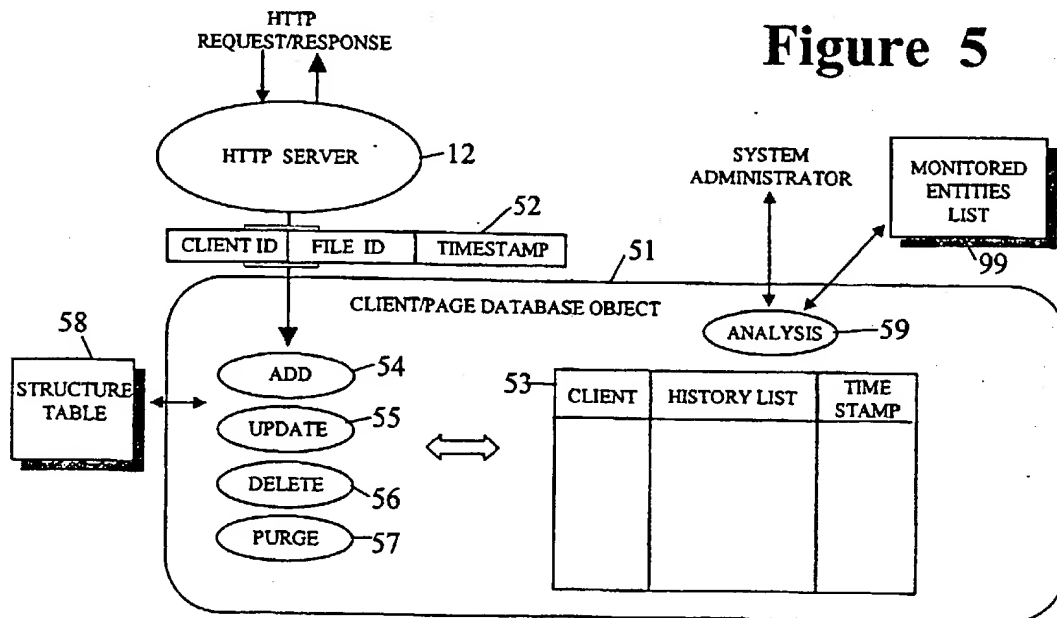 Figure 5
HTTP
REQUEST/RESPONSE
HTTP SERVER
12
SYSTEM
ADMINISTRATOR
MONITORED
ENTITIES
LIST
99
52
CLIENT ID FILE ID TIMESTAMP
51
CLIENT/PAGE DATABASE OBJECT
ANALYSIS
59
58
STRUCTURE
TABLE
ADD
54
UPDATE
55
DELETE
56
PURGE
57
53
CLIENT HISTORY LIST TIME
STAMP